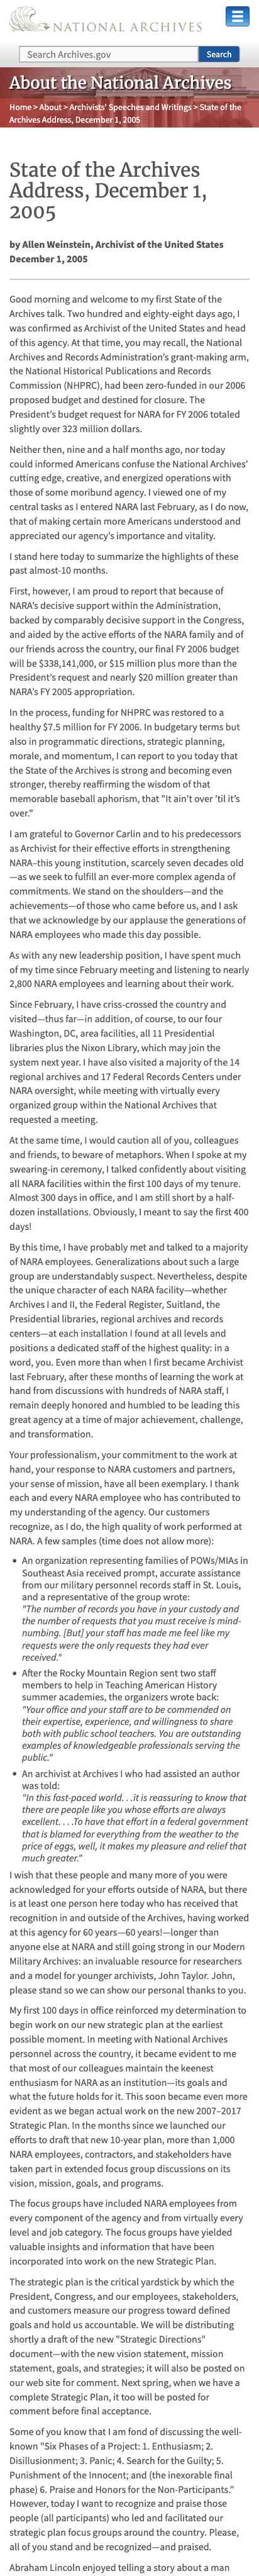 NATIONAL ARCHIVES
Search Archives.gov
Search
About the National Archives
Home > About > Archivists' Speeches and Writings > State of the
Archives Address, December 1, 2005
State of the Archives
Address, December 1,
2005
by Allen Weinstein, Archivist of the United States
December 1, 2005
Good morning and welcome to my first State of the
Archives talk. Two hundred and eighty-eight days ago, I
was confirmed as Archivist of the United States and head
of this agency. At that time, you may recall, the National
Archives and Records Administration's grant-making arm,
the National Historical Publications and Records
Commission (NHPRC), had been zero-funded in our 2006
proposed budget and destined for closure. The
President's budget request for NARA for FY 2006 totaled
slightly over 323 million dollars.
Neither then, nine and a half months ago, nor today
could informed Americans confuse the National Archives'
cutting edge, creative, and energized operations with
those of some moribund agency. I viewed one of my
central tasks as I entered NARA last February, as I do now,
that of making certain more Americans understood and
appreciated our agency's importance and vitality.
I stand here today to summarize the highlights of these
past almost-10 months.
First, however, I am proud to report that because of
NARA's decisive support within the Administration,
backed by comparably decisive support in the Congress,
and aided by the active efforts of the NARA family and of
our friends across the country, our final FY 2006 budget
will be $338,141,000, or $15 million plus more than the
President's request and nearly $20 million greater than
NARA's FY 2005 appropriation.
In the process, funding for NHPRC was restored to a
healthy $7.5 million for FY 2006. In budgetary terms but
also in programmatic directions, strategic planning,
morale, and momentum, I can report to you today that
the State of the Archives is strong and becoming even
stronger, thereby reaffirming the wisdom of that
memorable baseball aphorism, that "It ain't over 'til it's
over."
I am grateful to Governor Carlin and to his predecessors
as Archivist for their effective efforts in strengthening
NARA–this young institution, scarcely seven decades old
—as we seek to fulfill an ever-more complex agenda of
commitments. We stand on the shoulders—and the
achievements—of those who came before us, and I ask
that we acknowledge by our applause the generations of
NARA employees who made this day possible.
As with any new leadership position, I have spent much
of my time since February meeting and listening to nearly
2,800 NARA employees and learning about their work.
Since February, I have criss-crossed the country and
visited—thus far—in addition, of course, to our four
Washington, DC, area facilities, all 11 Presidential
libraries plus the Nixon Library, which may join the
system next year. I have also visited a majority of the 14
regional archives and 17 Federal Records Centers under
NARA oversight, while meeting with virtually every
organized group within the National Archives that
requested a meeting.
At the same time, I would caution all of you, colleagues
and friends, to beware of metaphors. When I spoke at my
swearing-in ceremony, I talked confidently about visiting
all NARA facilities within the first 100 days of my tenure.
Almost 300 days in office, and I am still short by a half-
dozen installations. Obviously, I meant to say the first 400
days!
By this time, I have probably met and talked to a majority
of NARA employees. Generalizations about such a large
group are understandably suspect. Nevertheless, despite
the unique character of each NARA facility—whether
Archives I and II, the Federal Register, Suitland, the
Presidential libraries, regional archives and records
centers—at each installation I found at all levels and
positions a dedicated staff of the highest quality: in a
word, you. Even more than when I first became Archivist
last February, after these months of learning the work at
hand from discussions with hundreds of NARA staff, I
remain deeply honored and humbled to be leading this
great agency at a time of major achievement, challenge,
and transformation.
Your professionalism, your commitment to the work at
hand, your response to NARA customers and partners,
your sense of mission, have all been exemplary. I thank
each and every NARA employee who has contributed to
my understanding of the agency. Our customers
recognize, as I do, the high quality of work performed at
NARA. A few samples (time does not allow more):
• An organization representing families of POWs/MIAs in
Southeast Asia received prompt, accurate assistance
from our military personnel records staff in St. Louis,
and a representative of the group wrote:
"The number of records you have in your custody and
the number of requests that you must receive is mind-
numbing. [But] your staff has made me feel like my
requests were the only requests they had ever
received."
• After the Rocky Mountain Region sent two staff
members to help in Teaching American History
summer academies, the organizers wrote back:
"Your office and your staff are to be commended on
their expertise, experience, and willingness to share
both with public school teachers. You are outstanding
examples of knowledgeable professionals serving the
public."
• An archivist at Archives I who had assisted an author
was told:
"In this fast-paced world. . .it is reassuring to know that
there are people like you whose efforts are always
excellent. . . .To have that effort in a federal government
that is blamed for everything from the weather to the
price of eggs, well, it makes my pleasure and relief that
much greater."
I wish that these people and many more of you were
acknowledged for your efforts outside of NARA, but there
is at least one person here today who has received that
recognition in and outside of the Archives, having worked
at this agency for 60 years—60 years!—longer than
anyone else at NARA and still going strong in our Modern
Military Archives: an invaluable resource for researchers
and a model for younger archivists, John Taylor. John,
please stand so we can show our personal thanks to you.
My first 100 days in office reinforced my determination to
begin work on our new strategic plan at the earliest
possible moment. In meeting with National Archives
personnel across the country, it became evident to me
that most of our colleagues maintain the keenest
enthusiasm for NARA as an institution—its goals and
what the future holds for it. This soon became even more
evident as we began actual work on the new 2007–2017
Strategic Plan. In the months since we launched our
efforts to draft that new 10-year plan, more than 1,000
NARA employees, contractors, and stakeholders have
taken part in extended focus group discussions on its
vision, mission, goals, and programs.
The focus groups have included NARA employees from
every component of the agency and from virtually every
level and job category. The focus groups have yielded
valuable insights and information that have been
incorporated into work on the new Strategic Plan.
The strategic plan is the critical yardstick by which the
President, Congress, and our employees, stakeholders,
and customers measure our progress toward defined
goals and hold us accountable. We will be distributing
shortly a draft of the new "Strategic Directions"
document—with the new vision statement, mission
statement, goals, and strategies; it will also be posted on
our web site for comment. Next spring, when we have a
complete Strategic Plan, it too will be posted for
comment before final acceptance.
Some of you know that I am fond of discussing the well-
known "Six Phases of a Project: 1. Enthusiasm; 2.
Disillusionment; 3. Panic; 4. Search for the Guilty; 5.
Punishment of the Innocent; and (the inexorable final
phase) 6. Praise and Honors for the Non-Participants."
However, today I want to recognize and praise those
people (all participants) who led and facilitated our
strategic plan focus groups around the country. Please,
all of you stand and be recognized—and praised.
Abraham Lincoln enjoyed telling a story about a man